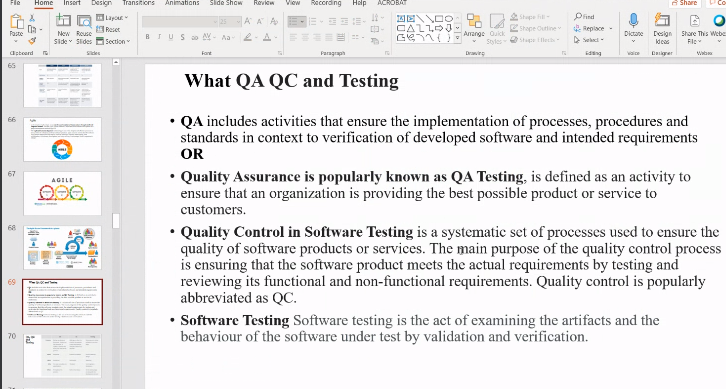 File Home Insert Draw Design Transitions Animations Slide Show Record Review View Recording Help ACROBAT
Share
Paste
New Slide
Reuse Slides
Layout
Reset
Section
Shape Fill
Shape Outline
Shape Effects
Arrange
Quick Styles
Find
Replace
Select
Dictate
Design Ideas
Clipboard
Slides
Font
Paragraph
Drawing
Editing
Voice
Designer
65
66
67
AGILE
68
69
70
What QA QC and Testing
• QA includes activities that ensure the implementation of processes, procedures and
standards in context to verification of developed software and intended requirements
OR
• Quality Assurance is popularly known as QA Testing, is defined as an activity to
ensure that an organization is providing the best possible product or service to
customers.
• Quality Control in Software Testing is a systematic set of processes used to ensure the
quality of software products or services. The main purpose of the quality control process
is ensuring that the software product meets the actual requirements by testing and
reviewing its functional and non-functional requirements. Quality control is popularly
abbreviated as QC.
• Software Testing Software testing is the act of examining the artifacts and the
behaviour of the software under test by validation and verification.